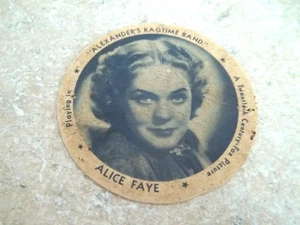 Playing in
"ALEXANDER'S RAGTIME BAND"
A Twentieth Century-Fox Picture
ALICE FAYE